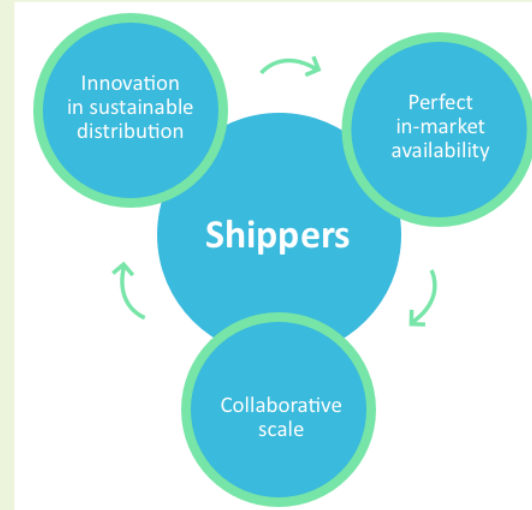 Innovation
in sustainable
distribution
Perfect
in-market
availability
Shippers
Collaborative
scale